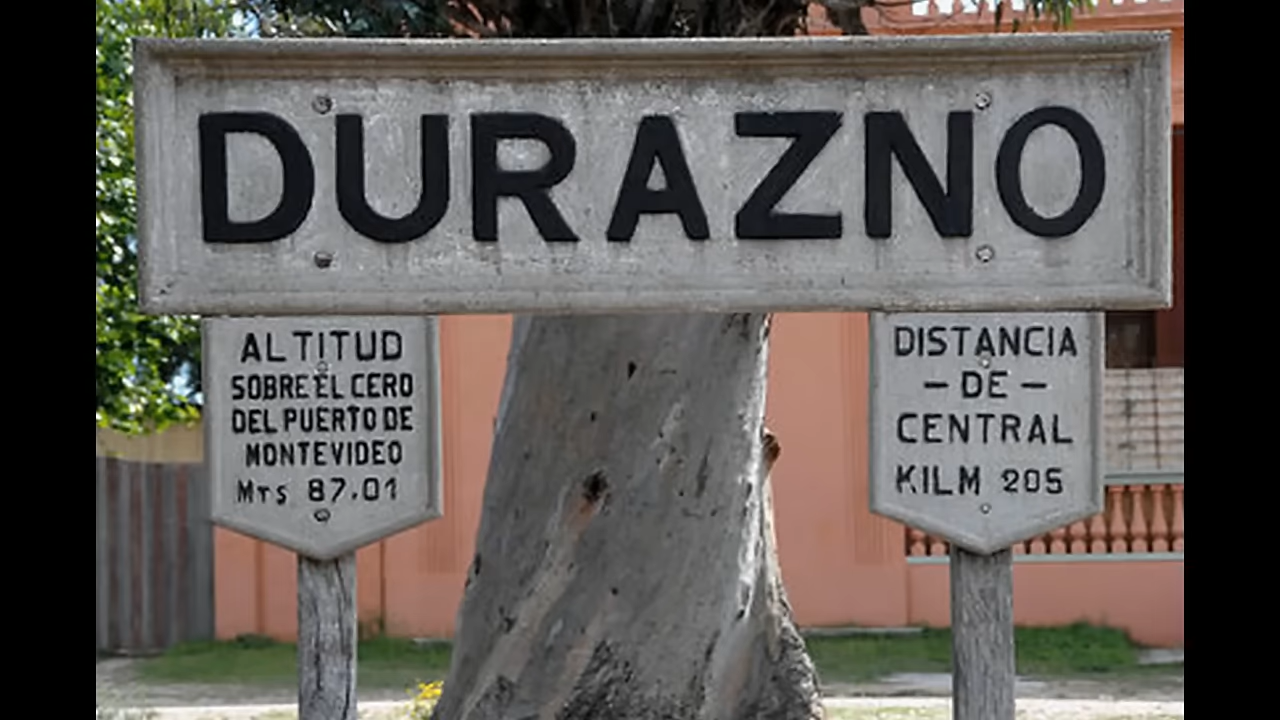 DURAZNO
ALTITUD
SOBRE EL CERO
DEL PUERTO DE
MONTEVIDEO
Mts 87.01
DISTANCIA
— DE —
CENTRAL
KILM 205